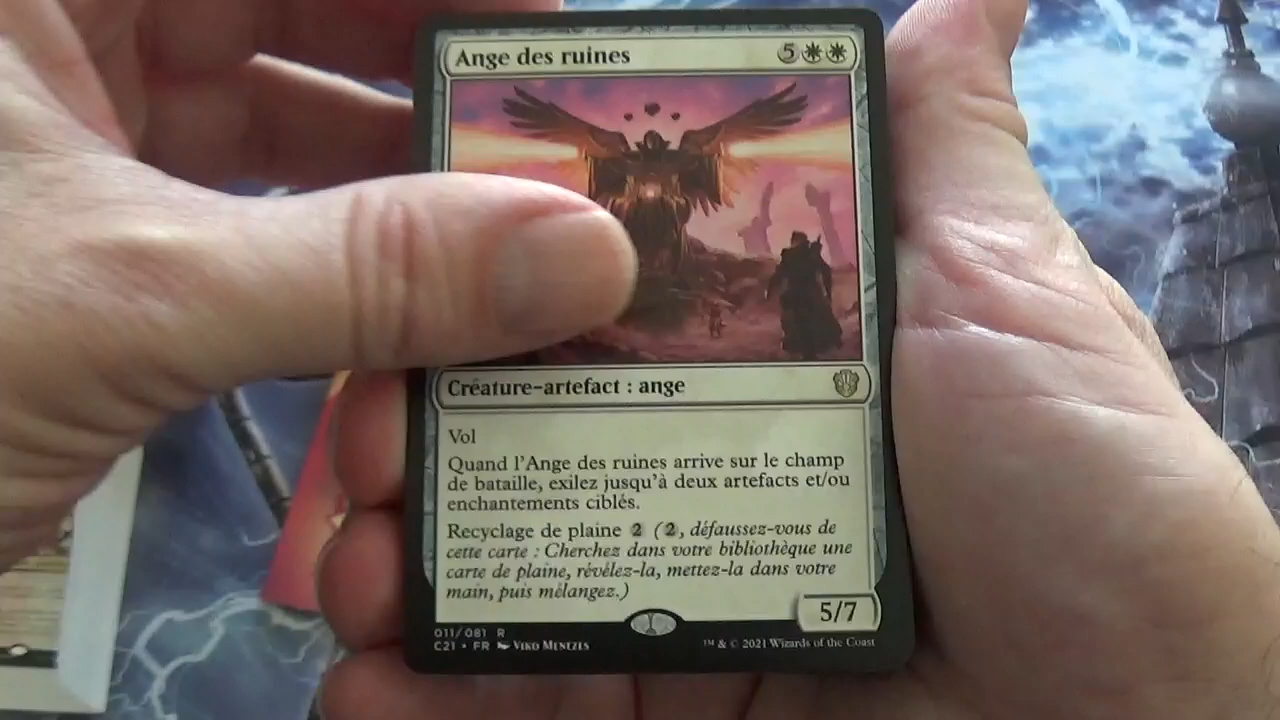 Ange des ruines 5
Créature-artefact : ange
Vol
Quand l'Ange des ruines arrive sur le champ
de bataille, exilez jusqu'à deux artefacts et/ou
enchantements ciblés.
Recyclage de plaine 2 (2, défaussez-vous de
cette carte : Cherchez dans votre bibliothèque une
carte de plaine, révélez-la, mettez-la dans votre
main, puis mélangez.)
5/7
011/081 R
C21 • FR Viko Menezes
™ & © 2021 Wizards of the Coast